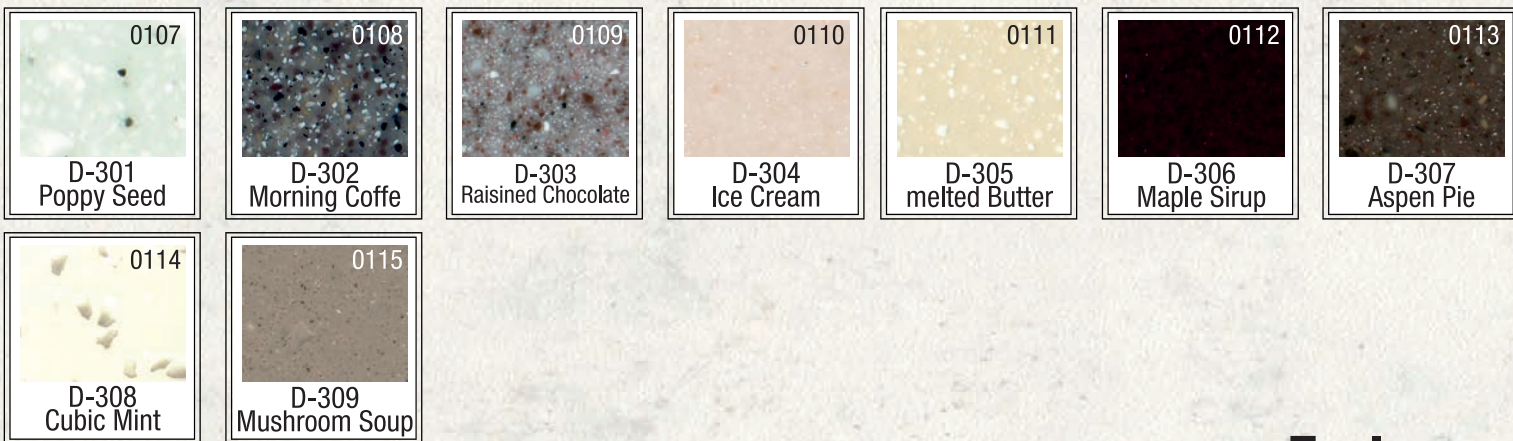 0107
D-301
Poppy Seed
0108
D-302
Morning Coffe
0109
D-303
Raisined Chocolate
0110
D-304
Ice Cream
0111
D-305
melted Butter
0112
D-306
Maple Sirup
0113
D-307
Aspen Pie
0114
D-308
Cubic Mint
0115
D-309
Mushroom Soup